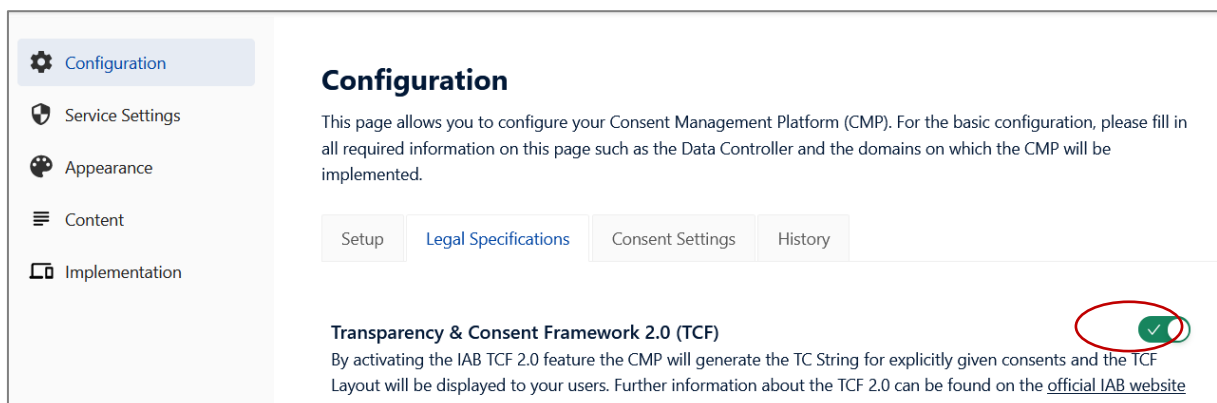 Configuration
Service Settings
Appearance
Content
Implementation
Configuration
This page allows you to configure your Consent Management Platform (CMP). For the basic configuration, please fill in
all required information on this page such as the Data Controller and the domains on which the CMP will be
implemented.
Setup
Legal Specifications
Consent Settings
History
Transparency & Consent Framework 2.0 (TCF)
By activating the IAB TCF 2.0 feature the CMP will generate the TC String for explicitly given consents and the TCF
Layout will be displayed to your users. Further information about the TCF 2.0 can be found on the official IAB website